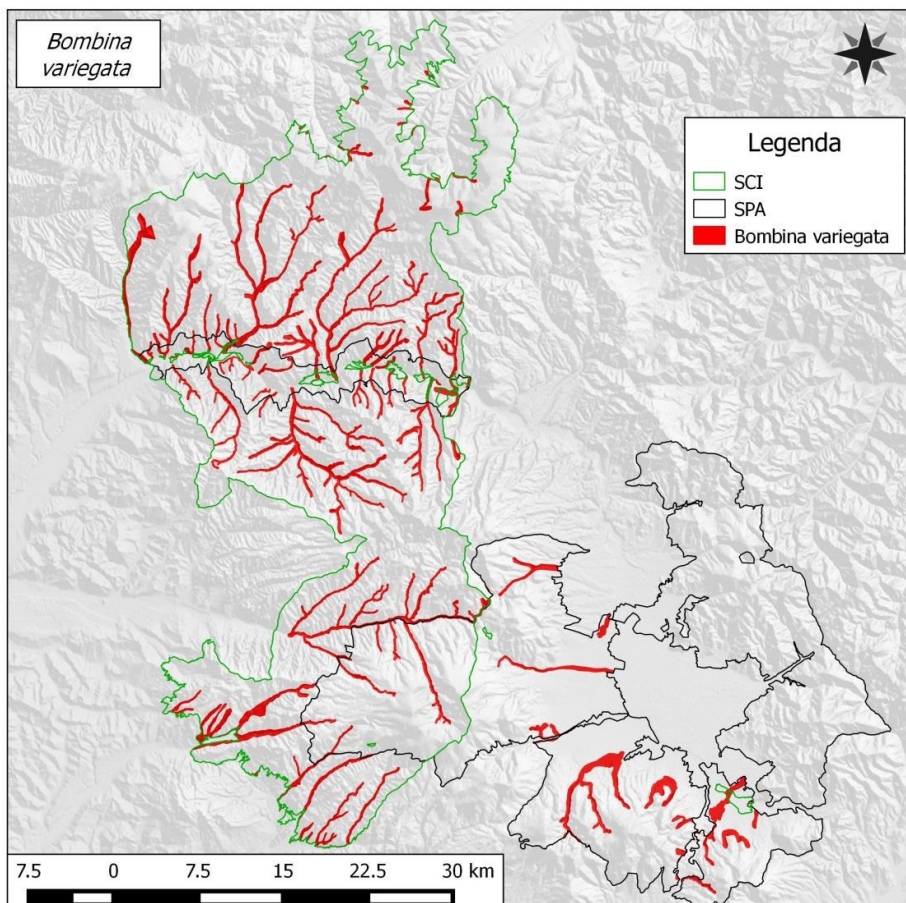 Bombina
variegata
Legenda
SCI
SPA
Bombina variegata
7.5 0 7.5 15 22.5 30 km